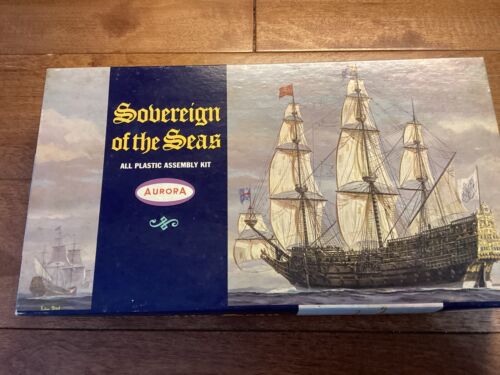 Sovereign
of the Seas
ALL PLASTIC ASSEMBLY KIT
AURORA